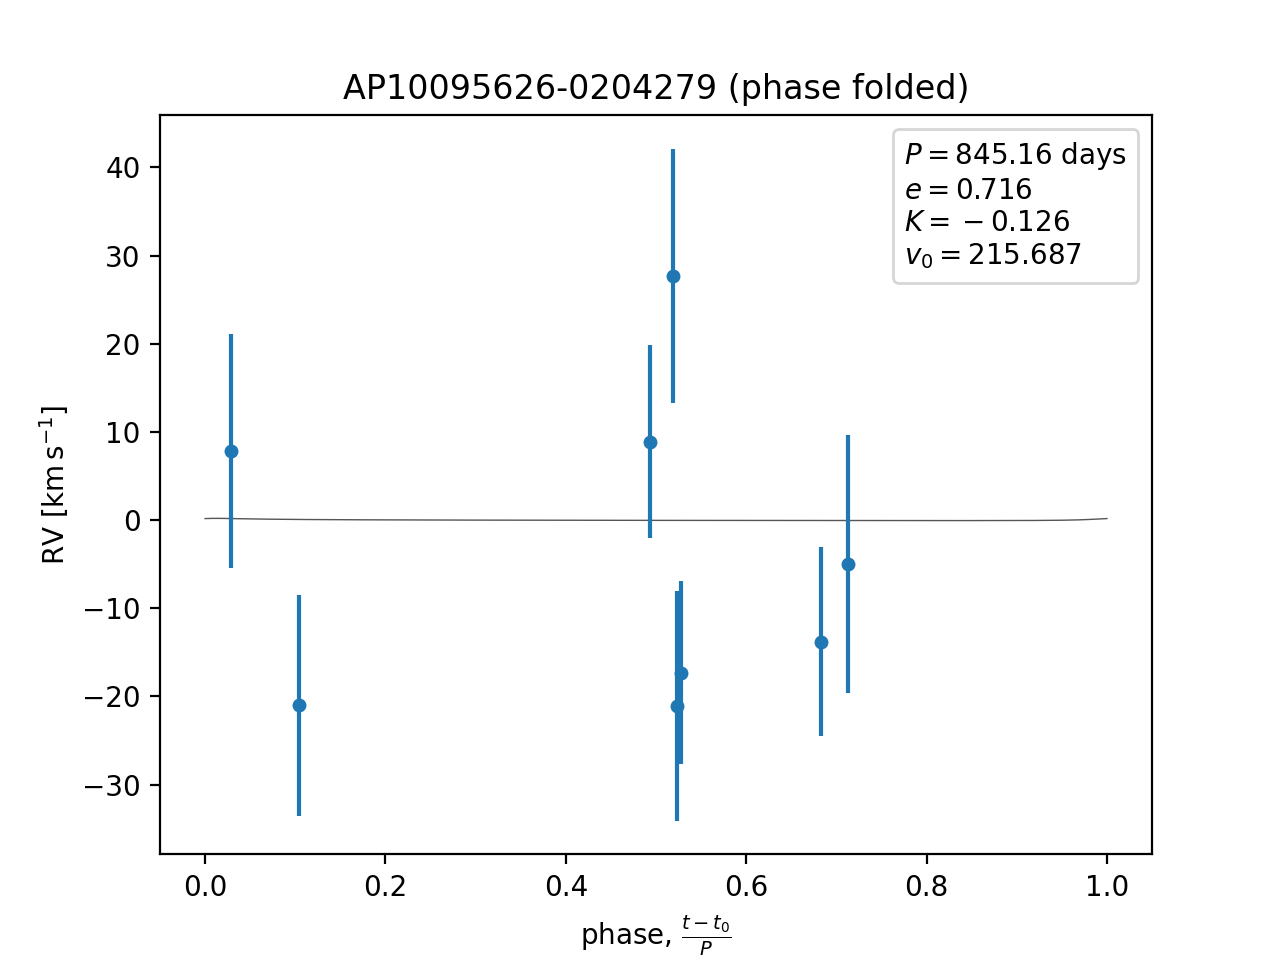 AP10095626-0204279 (phase folded)
P = 845.16 days
e = 0.716
K = −0.126
v₀ = 215.687
RV [km s⁻¹]
40
30
20
10
0
−10
−20
−30
0.0 0.2 0.4 0.6 0.8 1.0
phase, (t − t₀)/P